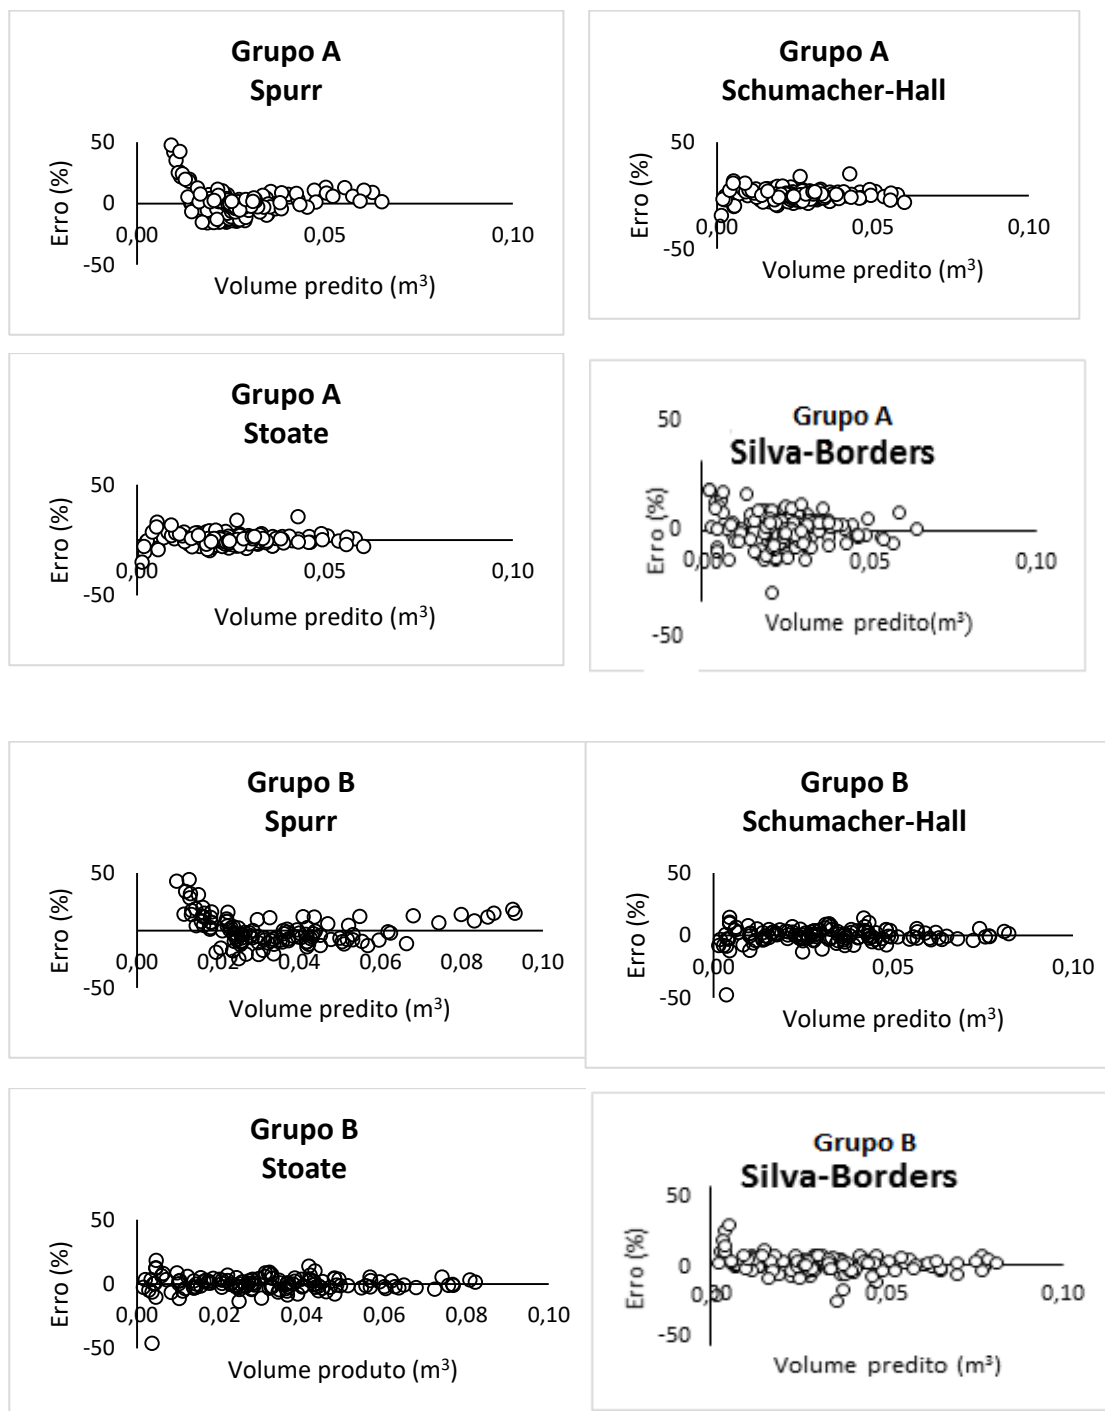 Grupo A
Spurr
50
0
-50
Erro (%)
0,00
0,05
0,10
Volume predito (m³)
Grupo A
Schumacher-Hall
50
0
-50
Erro (%)
0,00
0,05
0,10
Volume predito (m³)
Grupo A
Stoate
50
0
-50
Erro (%)
0,00
0,05
0,10
Volume predito (m³)
Grupo A
Silva-Borders
50
0
-50
Erro (%)
0,00
0,05
0,10
Volume predito(m³)
Grupo B
Spurr
50
0
-50
Erro (%)
0,00
0,02
0,04
0,06
0,08
0,10
Volume predito (m³)
Grupo B
Schumacher-Hall
50
0
-50
Erro (%)
0,00
0,05
0,10
Volume predito (m³)
Grupo B
Stoate
50
0
-50
Erro (%)
0,00
0,02
0,04
0,06
0,08
0,10
Volume produto (m³)
Grupo B
Silva-Borders
50
0
-50
Erro (%)
0,05
0,10
Volume predito (m³)